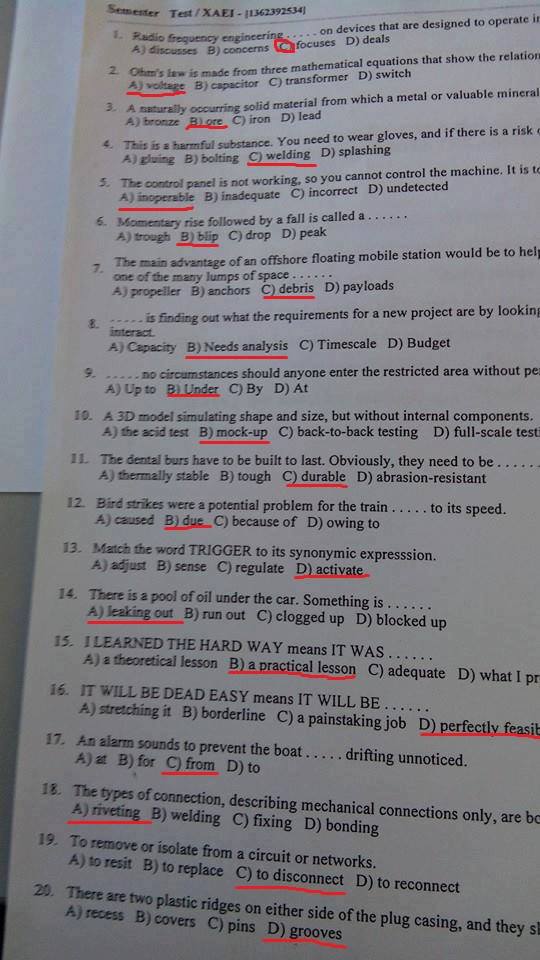 Semester Test / XAEI - [1362392534]
1. Radio frequency engineering . . . . . on devices that are designed to operate in
A) discusses B) concerns C) focuses D) deals
2. Ohm's law is made from three mathematical equations that show the relation
A) voltage B) capacitor C) transformer D) switch
3. A naturally occurring solid material from which a metal or valuable mineral
A) bronze B) ore C) iron D) lead
4. This is a harmful substance. You need to wear gloves, and if there is a risk
A) gluing B) bolting C) welding D) splashing
5. The control panel is not working, so you cannot control the machine. It is
A) inoperable B) inadequate C) incorrect D) undetected
6. Momentary rise followed by a fall is called a . . . . . .
A) trough B) blip C) drop D) peak
7. The main advantage of an offshore floating mobile station would be to help
one of the many lumps of space . . . . . .
A) propeller B) anchors C) debris D) payloads
8. . . . . . is finding out what the requirements for a new project are by looking
interact.
A) Capacity B) Needs analysis C) Timescale D) Budget
9. . . . . . no circumstances should anyone enter the restricted area without pe
A) Up to B) Under C) By D) At
10. A 3D model simulating shape and size, but without internal components.
A) the acid test B) mock-up C) back-to-back testing D) full-scale testi
11. The dental burs have to be built to last. Obviously, they need to be . . . . . .
A) thermally stable B) tough C) durable D) abrasion-resistant
12. Bird strikes were a potential problem for the train . . . . . to its speed.
A) caused B) due C) because of D) owing to
13. Match the word TRIGGER to its synonymic expresssion.
A) adjust B) sense C) regulate D) activate
14. There is a pool of oil under the car. Something is . . . . . .
A) leaking out B) run out C) clogged up D) blocked up
15. I LEARNED THE HARD WAY means IT WAS . . . . . .
A) a theoretical lesson B) a practical lesson C) adequate D) what I pr
16. IT WILL BE DEAD EASY means IT WILL BE . . . . . .
A) stretching it B) borderline C) a painstaking job D) perfectly feasib
17. An alarm sounds to prevent the boat . . . . . drifting unnoticed.
A) at B) for C) from D) to
18. The types of connection, describing mechanical connections only, are bo
A) riveting B) welding C) fixing D) bonding
19. To remove or isolate from a circuit or networks.
A) to resit B) to replace C) to disconnect D) to reconnect
20. There are two plastic ridges on either side of the plug casing, and they sl
A) recess B) covers C) pins D) grooves